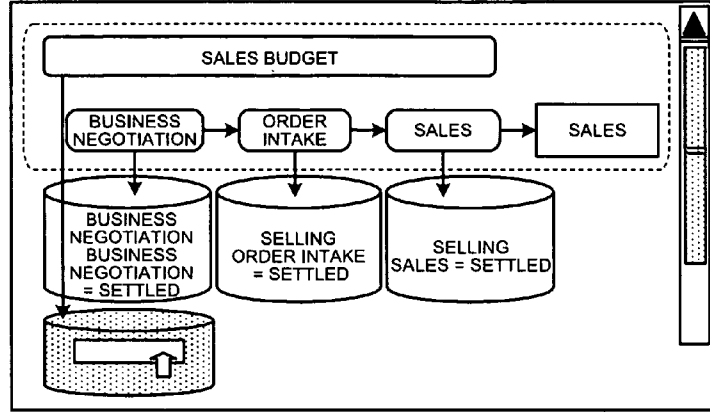 SALES BUDGET
BUSINESS
NEGOTIATION
ORDER
INTAKE
SALES
SALES
BUSINESS
NEGOTIATION
BUSINESS
NEGOTIATION
= SETTLED
SELLING
ORDER INTAKE
= SETTLED
SELLING
SALES = SETTLED